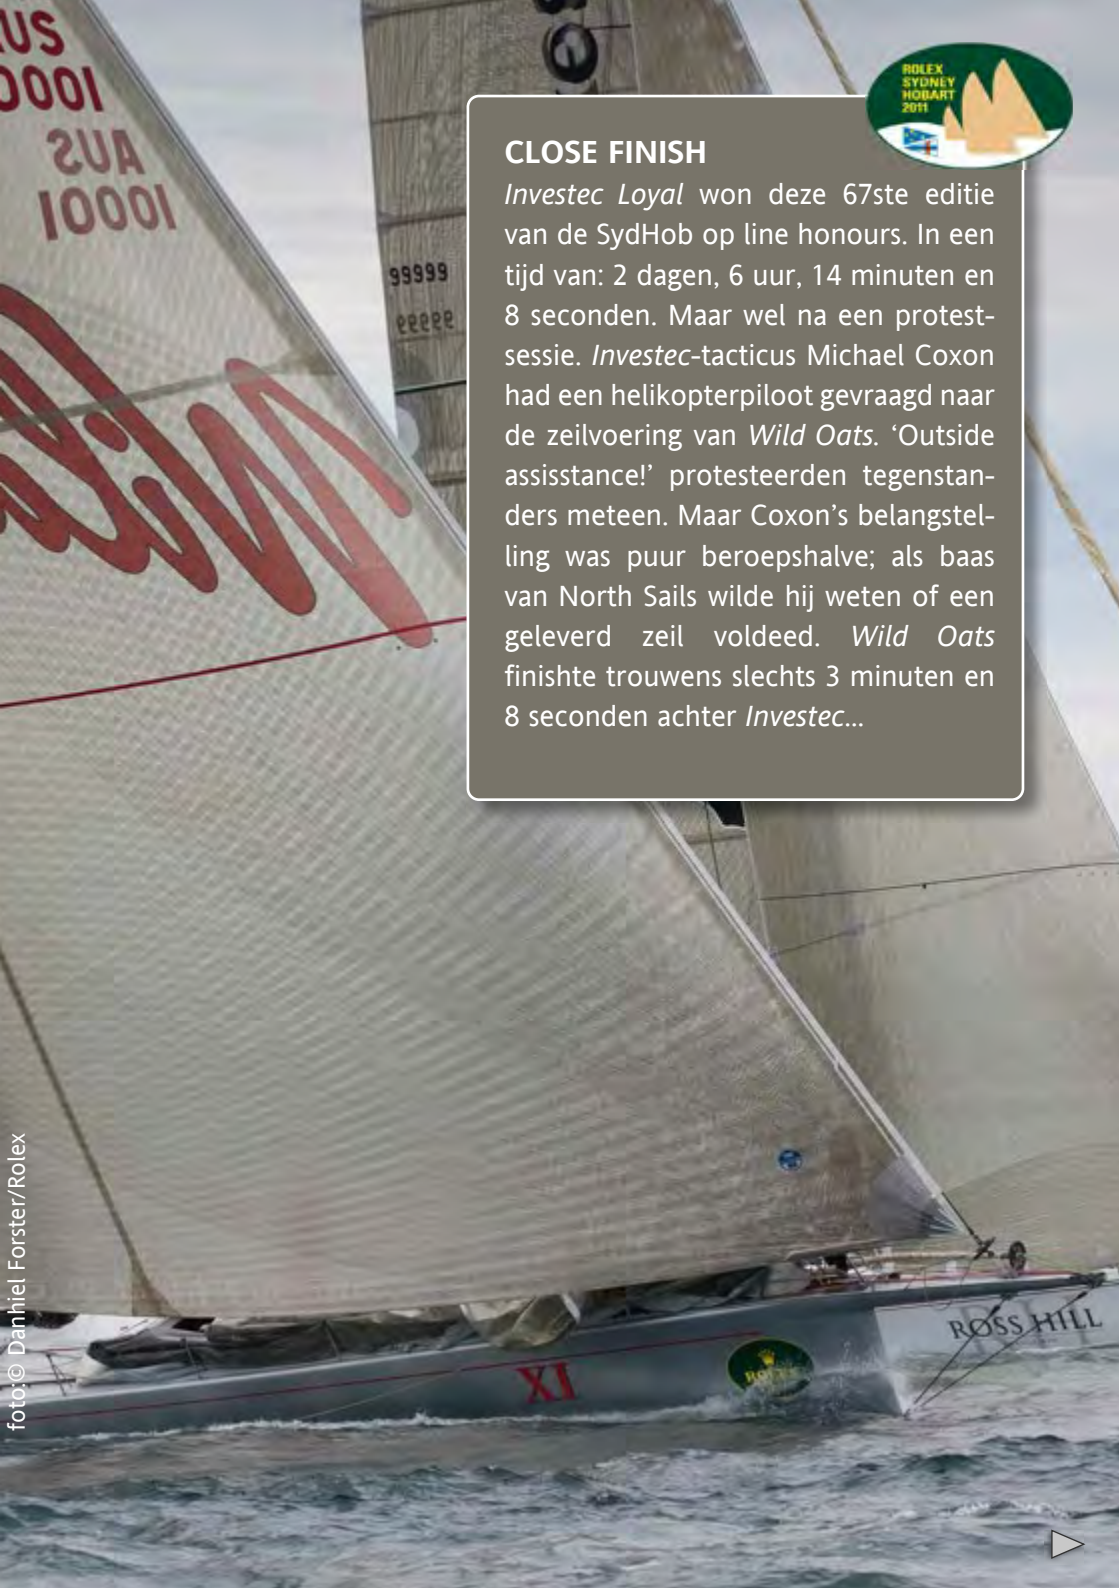 US
10001
AUS
10001
99999
99999
ROLEX
SYDNEY
HOBART
2011
CLOSE FINISH
Investec Loyal won deze 67ste editie
van de SydHob op line honours. In een
tijd van: 2 dagen, 6 uur, 14 minuten en
8 seconden. Maar wel na een protest-
sessie. Investec-tacticus Michael Coxon
had een helikopterpiloot gevraagd naar
de zeilvoering van Wild Oats. ‘Outside
assisstance!’ protesteerden tegenstan-
ders meteen. Maar Coxon’s belangstel-
ling was puur beroepshalve; als baas
van North Sails wilde hij weten of een
geleverd zeil voldeed. Wild Oats
finishte trouwens slechts 3 minuten en
8 seconden achter Investec...
ROSS HILL
XI
ROLEX
foto:© Danhiel Forster/Rolex